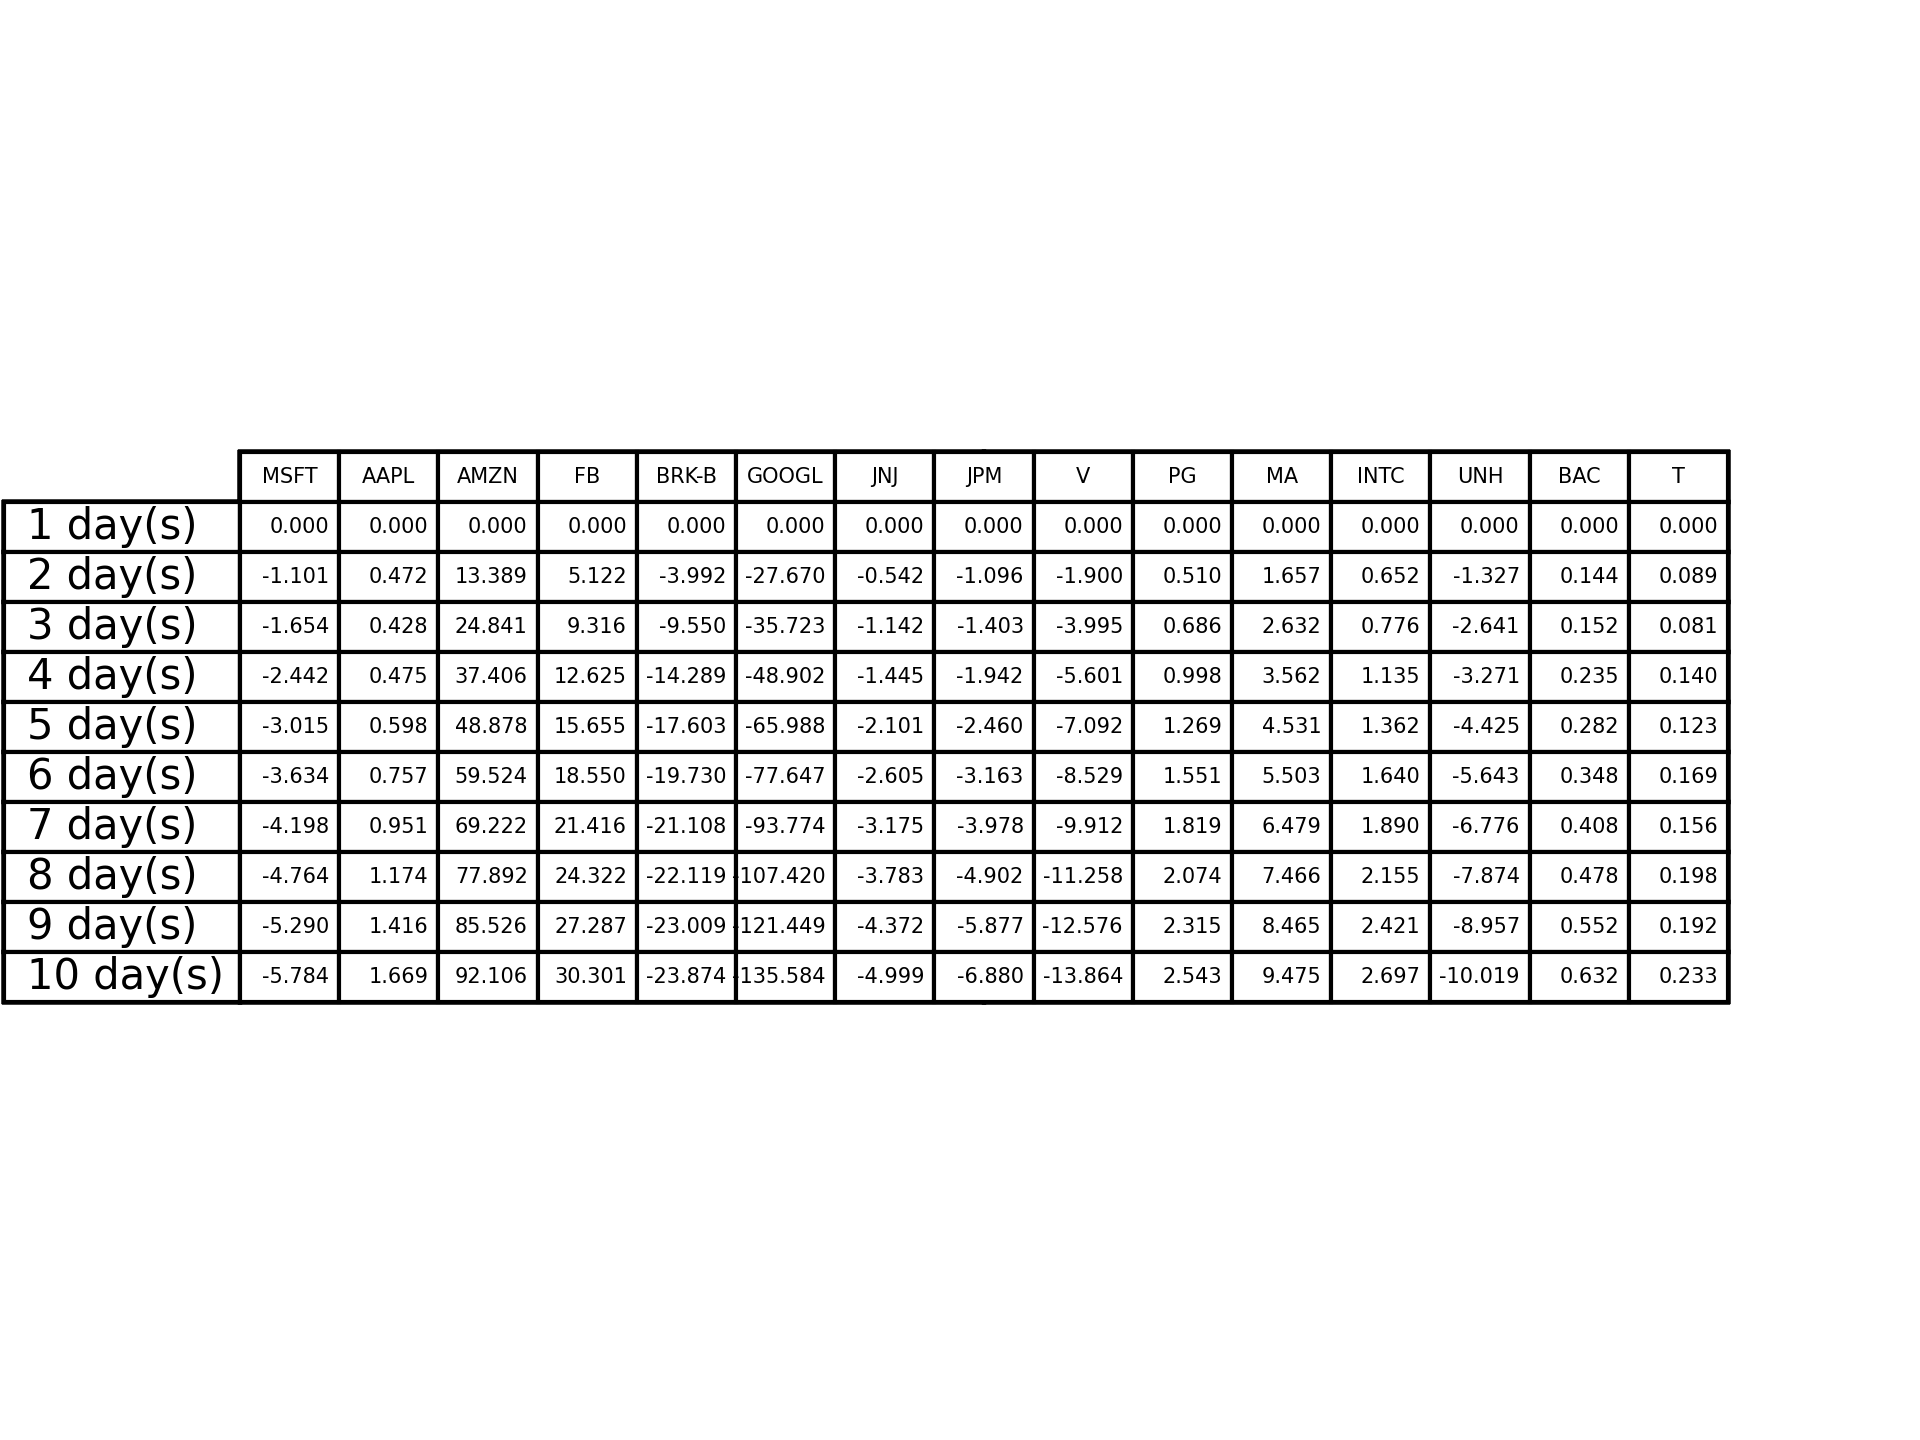 MSFT AAPL AMZN FB BRK-B GOOGL JNJ JPM V PG MA INTC UNH BAC T
1 day(s) 0.000 0.000 0.000 0.000 0.000 0.000 0.000 0.000 0.000 0.000 0.000 0.000 0.000 0.000 0.000
2 day(s) -1.101 0.472 13.389 5.122 -3.992 -27.670 -0.542 -1.096 -1.900 0.510 1.657 0.652 -1.327 0.144 0.089
3 day(s) -1.654 0.428 24.841 9.316 -9.550 -35.723 -1.142 -1.403 -3.995 0.686 2.632 0.776 -2.641 0.152 0.081
4 day(s) -2.442 0.475 37.406 12.625 -14.289 -48.902 -1.445 -1.942 -5.601 0.998 3.562 1.135 -3.271 0.235 0.140
5 day(s) -3.015 0.598 48.878 15.655 -17.603 -65.988 -2.101 -2.460 -7.092 1.269 4.531 1.362 -4.425 0.282 0.123
6 day(s) -3.634 0.757 59.524 18.550 -19.730 -77.647 -2.605 -3.163 -8.529 1.551 5.503 1.640 -5.643 0.348 0.169
7 day(s) -4.198 0.951 69.222 21.416 -21.108 -93.774 -3.175 -3.978 -9.912 1.819 6.479 1.890 -6.776 0.408 0.156
8 day(s) -4.764 1.174 77.892 24.322 -22.119 -107.420 -3.783 -4.902 -11.258 2.074 7.466 2.155 -7.874 0.478 0.198
9 day(s) -5.290 1.416 85.526 27.287 -23.009 -121.449 -4.372 -5.877 -12.576 2.315 8.465 2.421 -8.957 0.552 0.192
10 day(s) -5.784 1.669 92.106 30.301 -23.874 -135.584 -4.999 -6.880 -13.864 2.543 9.475 2.697 -10.019 0.632 0.233